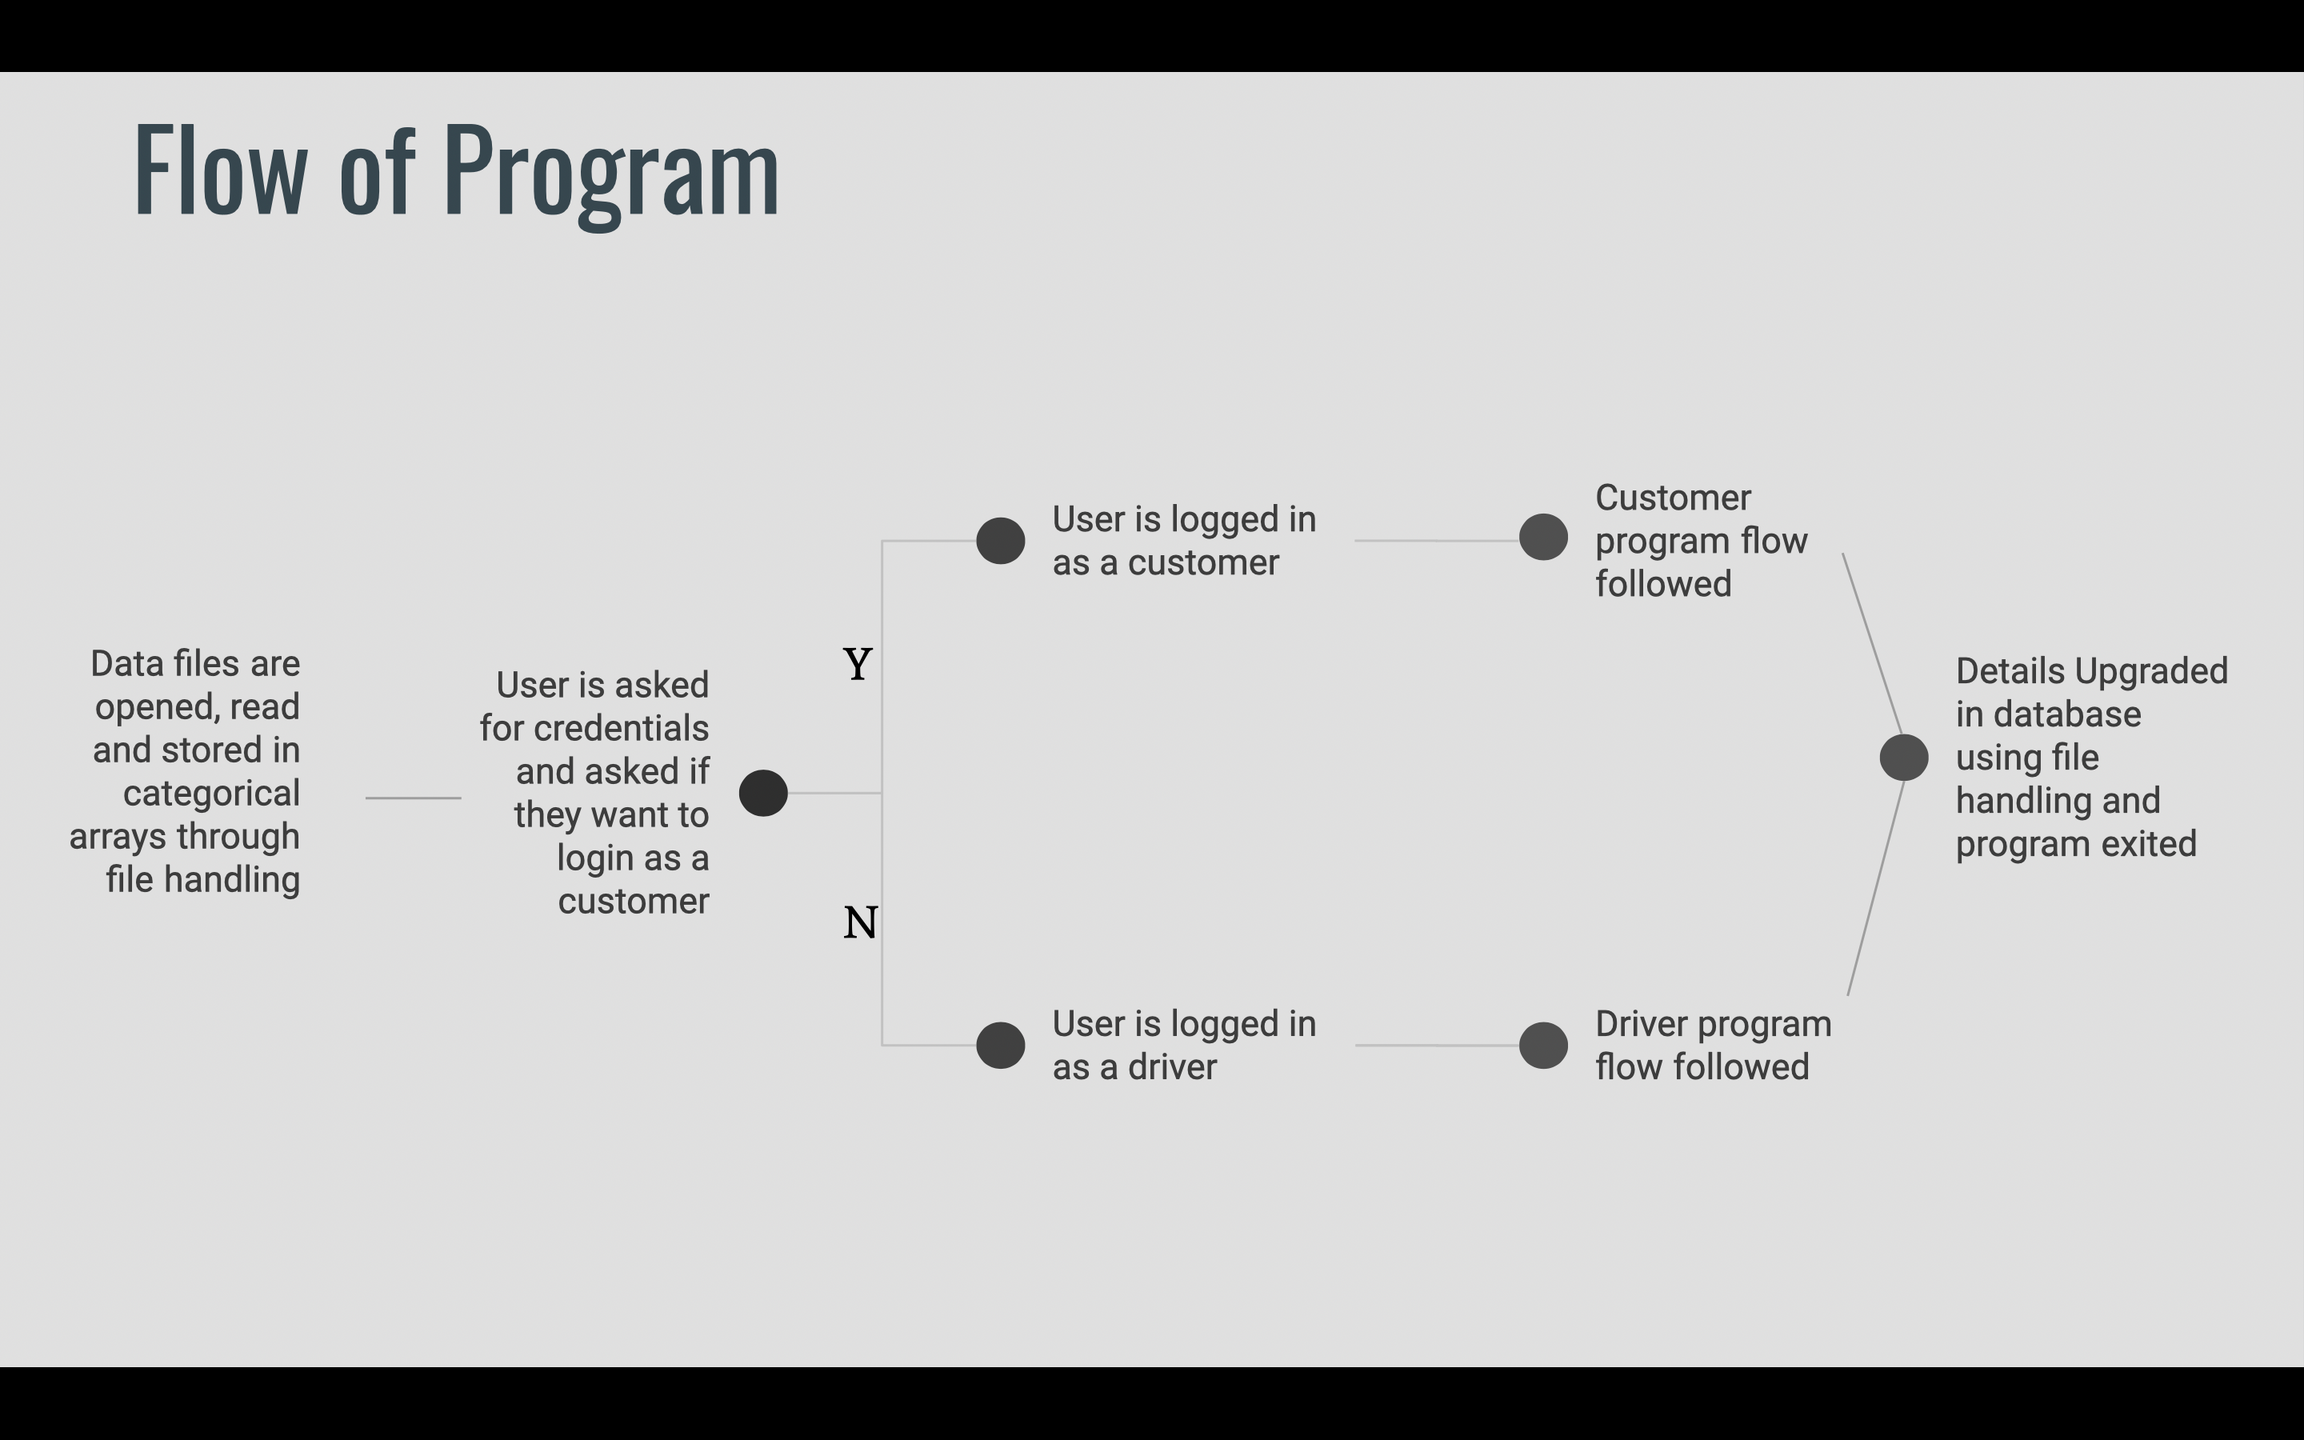 Flow of Program
Data files are
opened, read
and stored in
categorical
arrays through
file handling
User is asked
for credentials
and asked if
they want to
login as a
customer
Y
N
User is logged in
as a customer
Customer
program flow
followed
User is logged in
as a driver
Driver program
flow followed
Details Upgraded
in database
using file
handling and
program exited